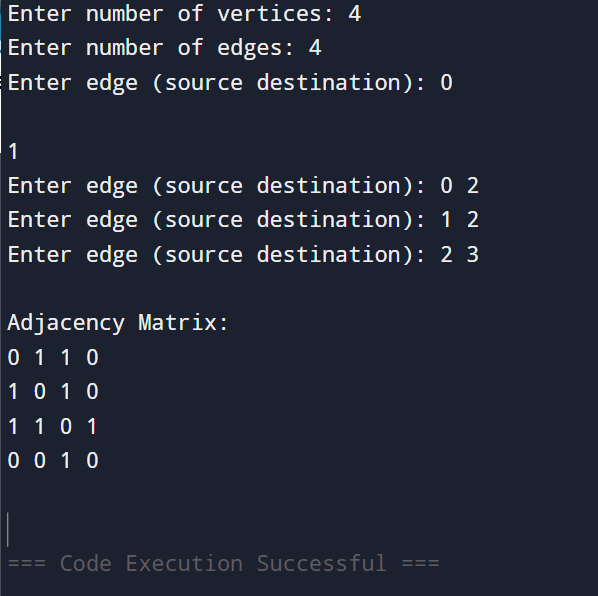 Enter number of vertices: 4
Enter number of edges: 4
Enter edge (source destination): 0
1
Enter edge (source destination): 0 2
Enter edge (source destination): 1 2
Enter edge (source destination): 2 3
Adjacency Matrix:
0 1 1 0
1 0 1 0
1 1 0 1
0 0 1 0
=== Code Execution Successful ===